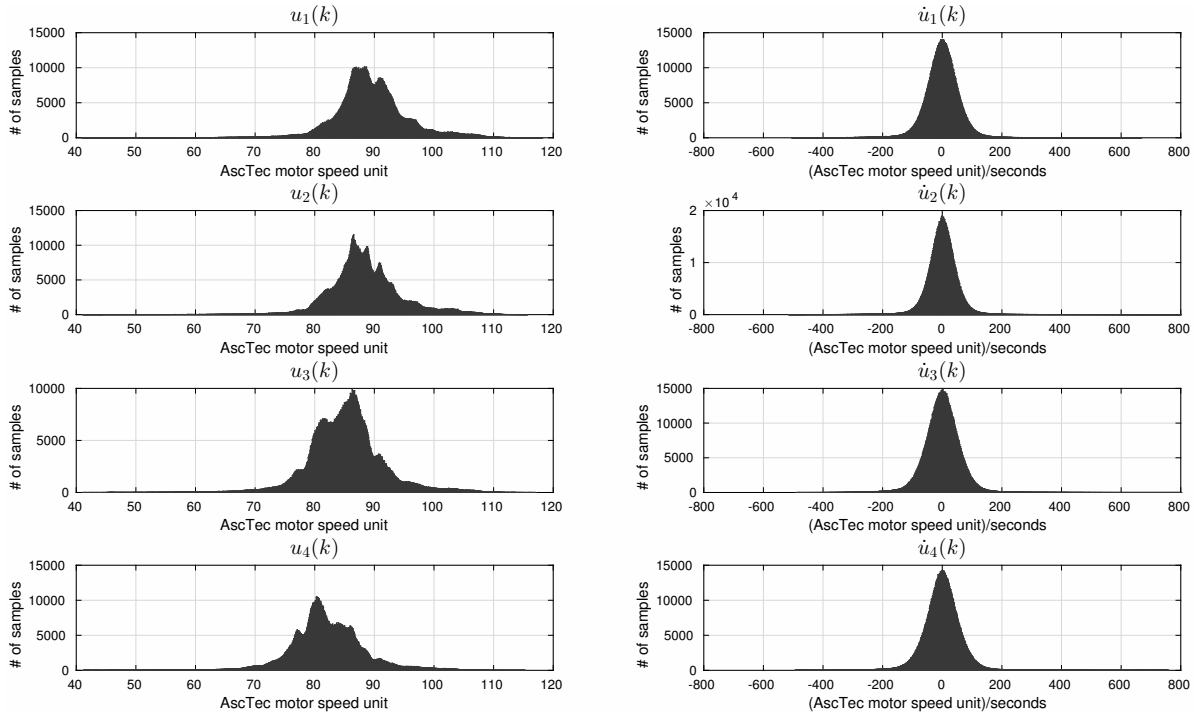 u₁(k)
15000
10000
5000
0
# of samples
40 50 60 70 80 90 100 110 120
AscTec motor speed unit
u̇₁(k)
15000
10000
5000
0
# of samples
-800 -600 -400 -200 0 200 400 600 800
(AscTec motor speed unit)/seconds
u₂(k)
15000
10000
5000
0
# of samples
40 50 60 70 80 90 100 110 120
AscTec motor speed unit
u̇₂(k)
×10⁴
2
1
0
# of samples
-800 -600 -400 -200 0 200 400 600 800
(AscTec motor speed unit)/seconds
u₃(k)
10000
5000
0
# of samples
40 50 60 70 80 90 100 110 120
AscTec motor speed unit
u̇₃(k)
15000
10000
5000
0
# of samples
-800 -600 -400 -200 0 200 400 600 800
(AscTec motor speed unit)/seconds
u₄(k)
15000
10000
5000
0
# of samples
40 50 60 70 80 90 100 110 120
AscTec motor speed unit
u̇₄(k)
15000
10000
5000
0
# of samples
-800 -600 -400 -200 0 200 400 600 800
(AscTec motor speed unit)/seconds